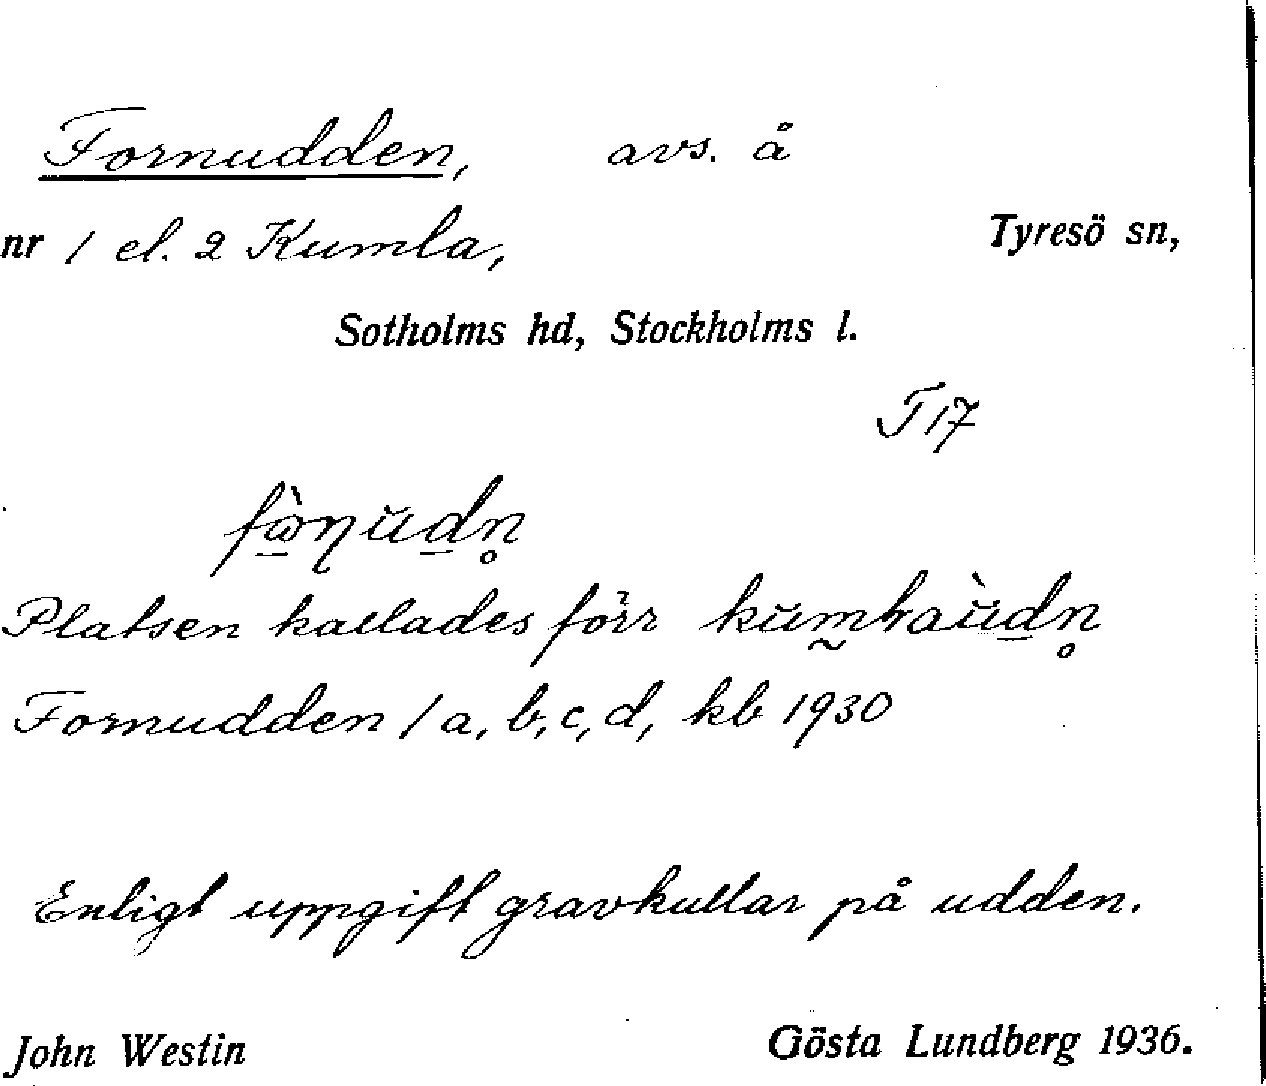 Fornudden, avs. å
nr 1 el. 2 Kumla, Tyresö sn,
Sotholms hd, Stockholms l.
T 17
Platsen kallades förr
Fornudden 1 a, b, c, d, kb 1930
Enligt uppgift gravkullar på udden.
John Westin Gösta Lundberg 1936.